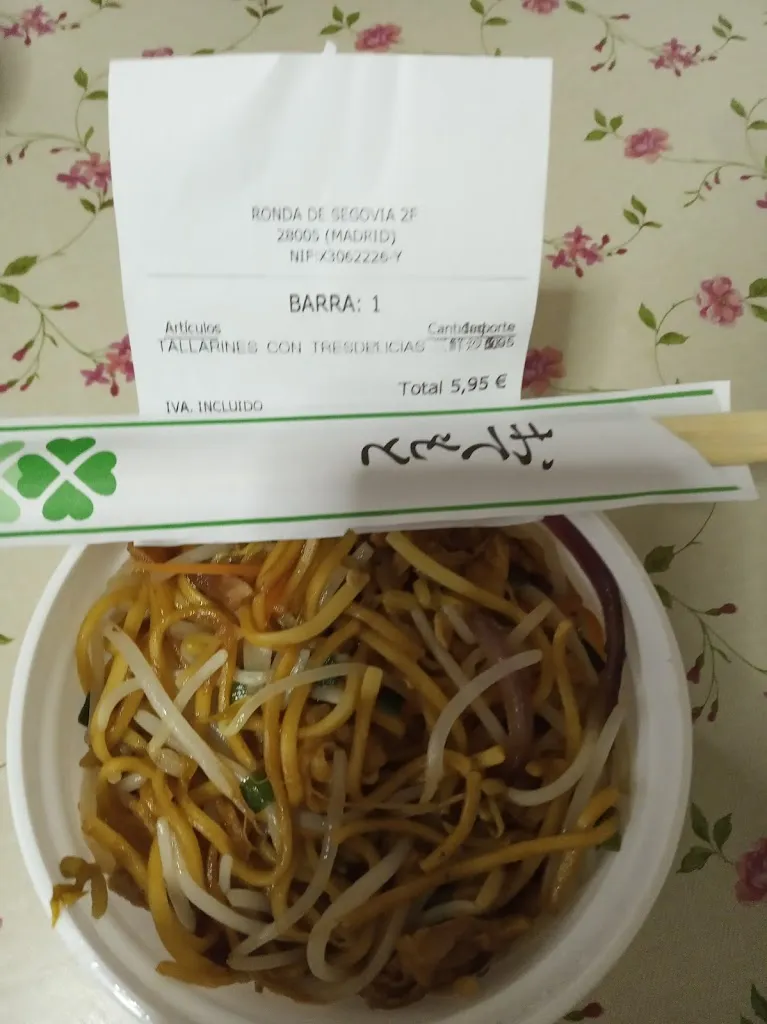 RONDA DE SEGOVIA 2F
28005 (MADRID)
NIF:X3062226-Y
BARRA: 1
Artículos
TALLARINES CON TRESDELICIAS
Total 5,95 €
IVA. INCLUIDO
おてもと